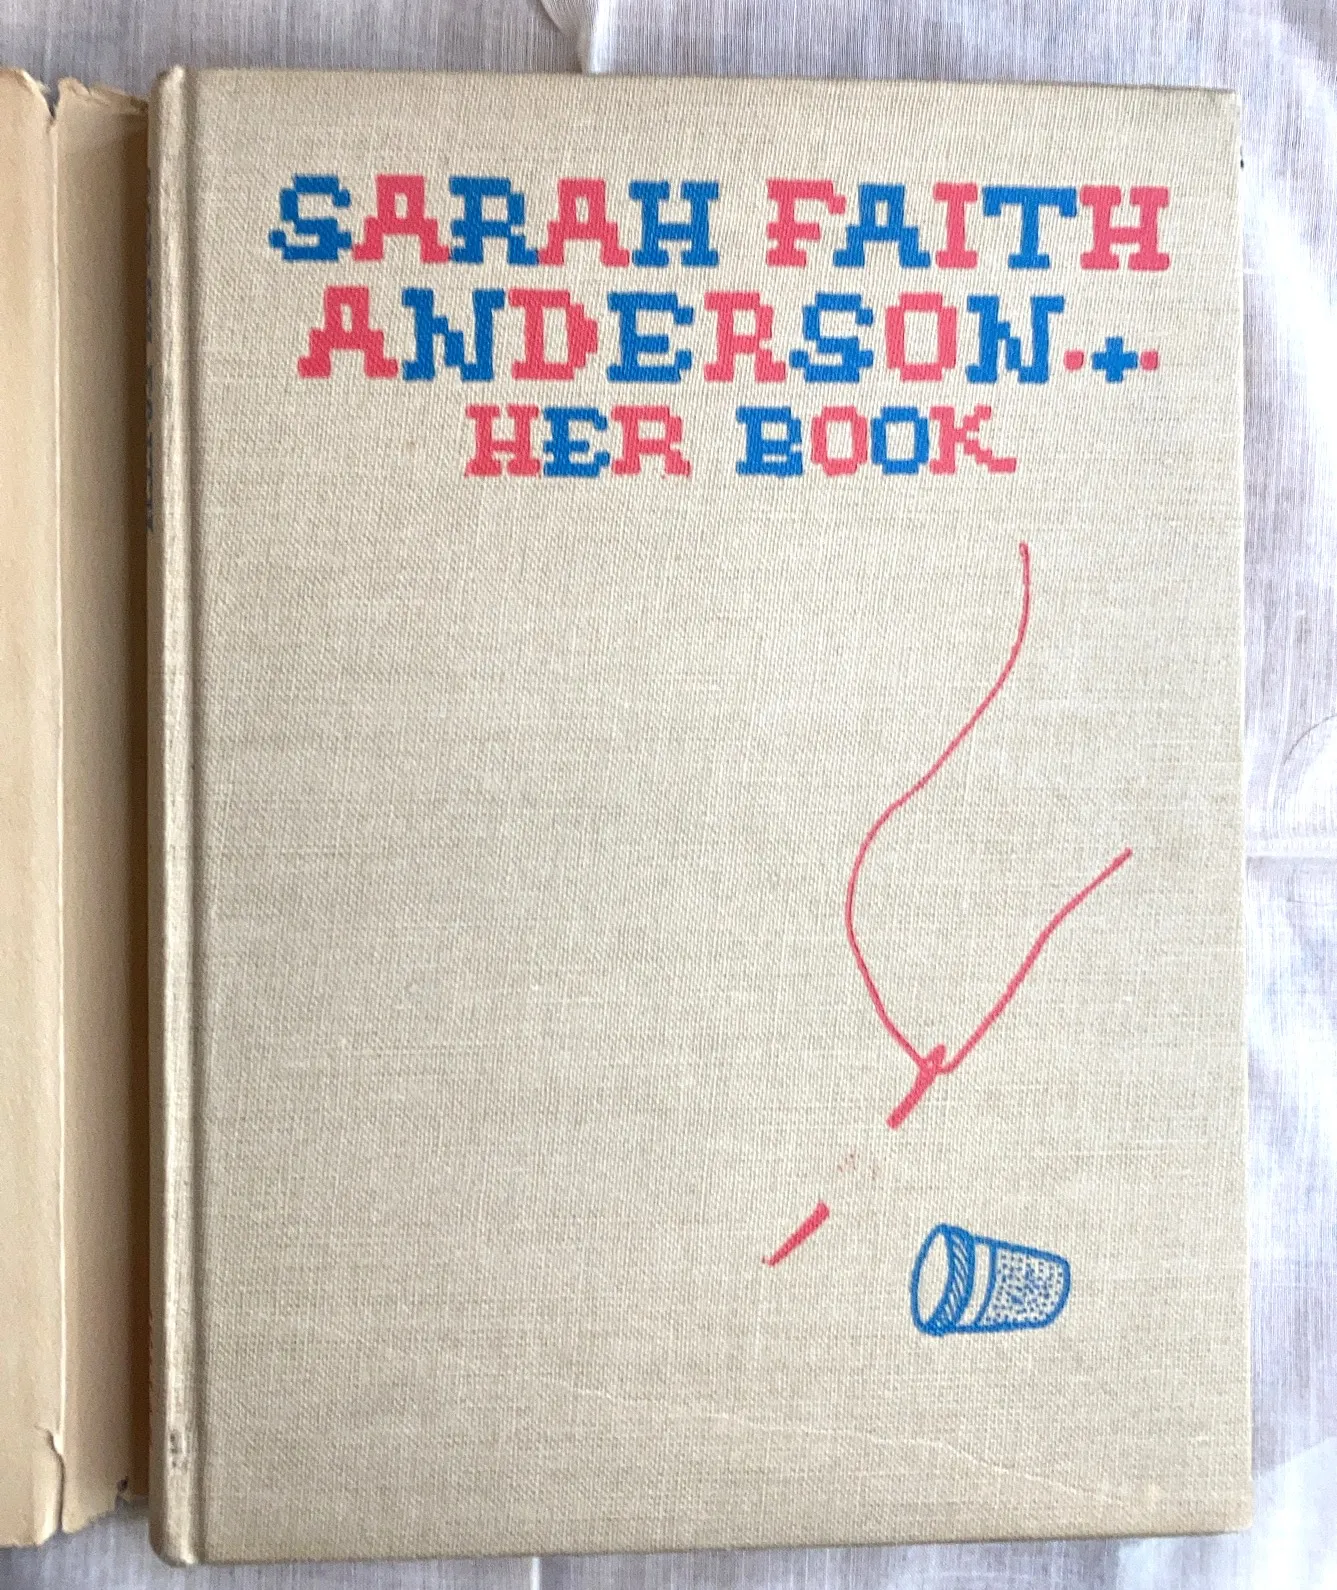 SARAH FAITH
ANDERSON·+·
HER BOOK